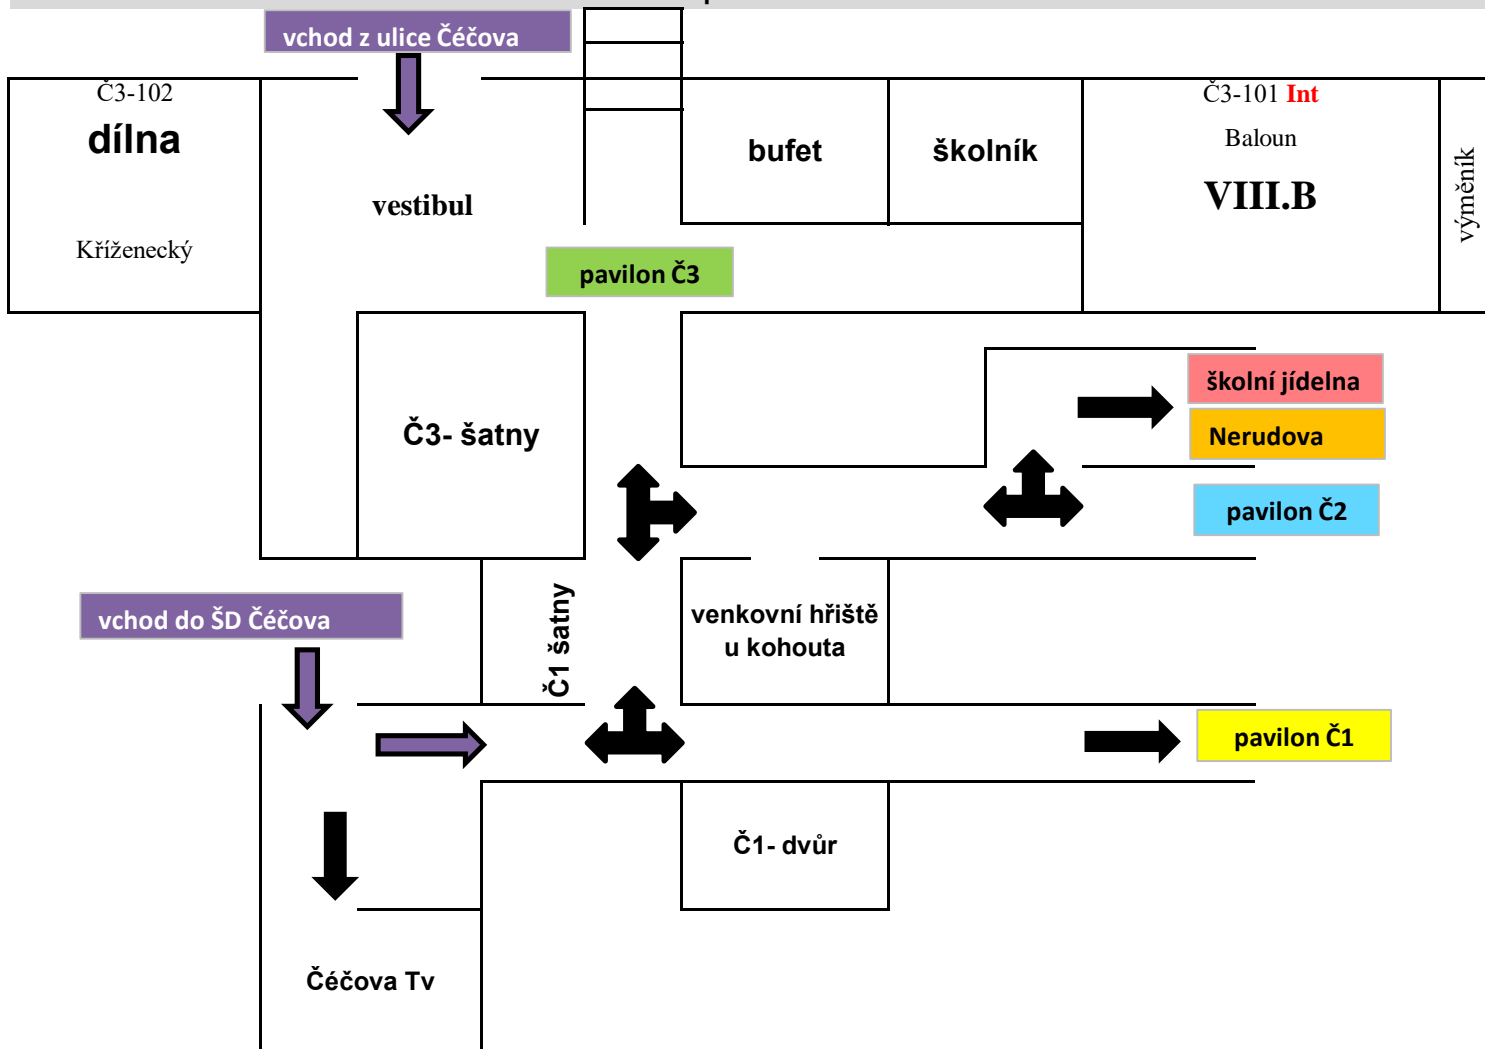 vchod z ulice Čéčova
Č3-102
dílna
Kříženecký
vestibul
bufet
školník
Č3-101 Int
Baloun
VIII.B
výměník
pavilon Č3
Č3- šatny
školní jídelna
Nerudova
pavilon Č2
vchod do ŠD Čéčova
Č1 šatny
venkovní hřiště
u kohouta
pavilon Č1
Č1- dvůr
Čéčova Tv